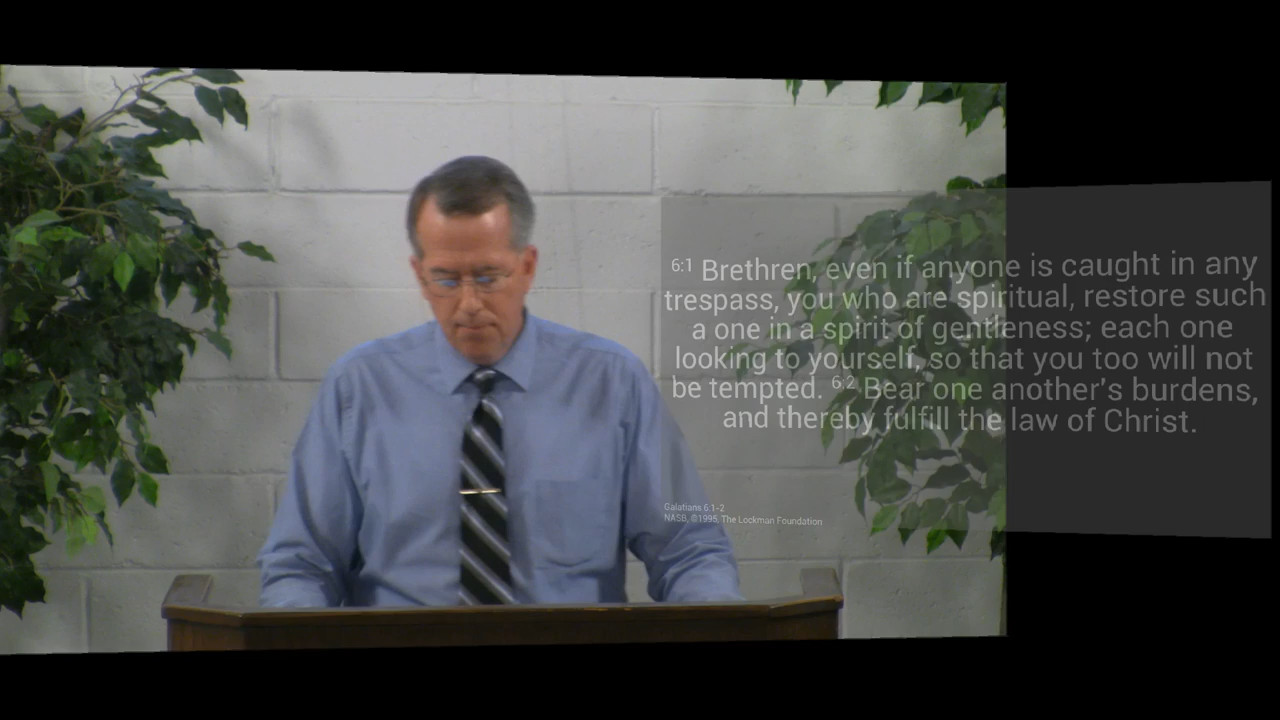 6:1 Brethren, even if anyone is caught in any
trespass, you who are spiritual, restore such
a one in a spirit of gentleness; each one
looking to yourself, so that you too will not
be tempted. 6:2 Bear one another's burdens,
and thereby fulfill the law of Christ.
Galatians 6:1-2
NASB, ©1995, The Lockman Foundation